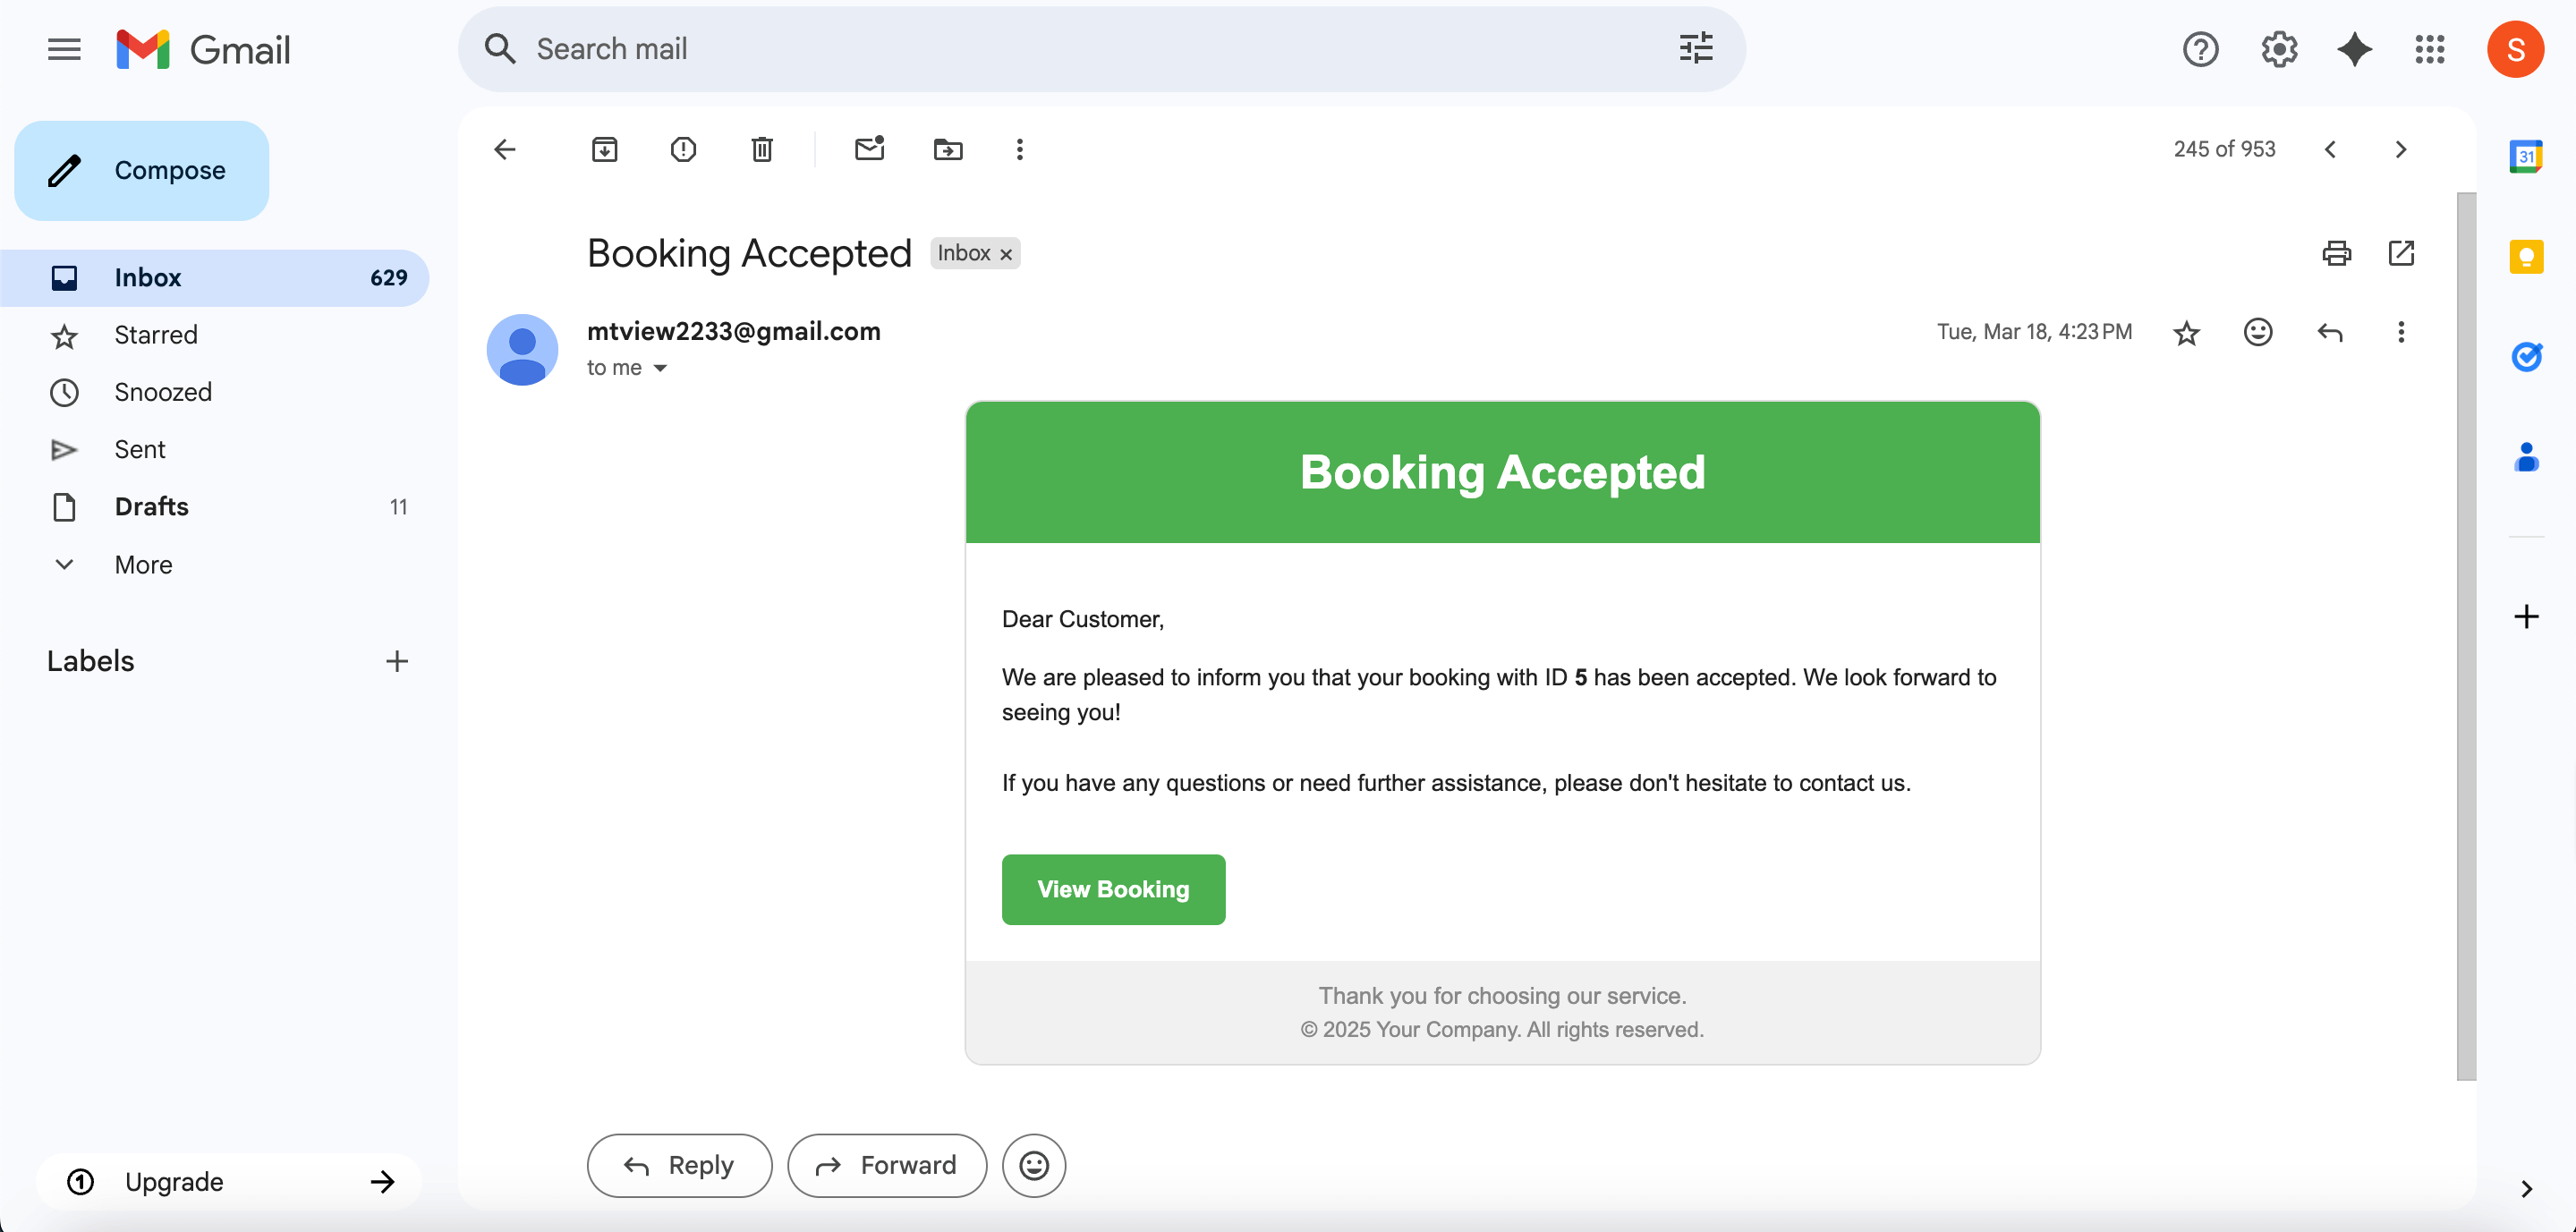 Gmail
Search mail
S
Compose
245 of 953
31
Booking Accepted Inbox ×
Inbox 629
mtview2233@gmail.com Tue, Mar 18, 4:23 PM
to me
Starred
Snoozed
Sent
Drafts 11
More
Labels
Booking Accepted
Dear Customer,
We are pleased to inform you that your booking with ID 5 has been accepted. We look forward to
seeing you!
If you have any questions or need further assistance, please don't hesitate to contact us.
View Booking
Thank you for choosing our service.
© 2025 Your Company. All rights reserved.
Reply Forward
1 Upgrade